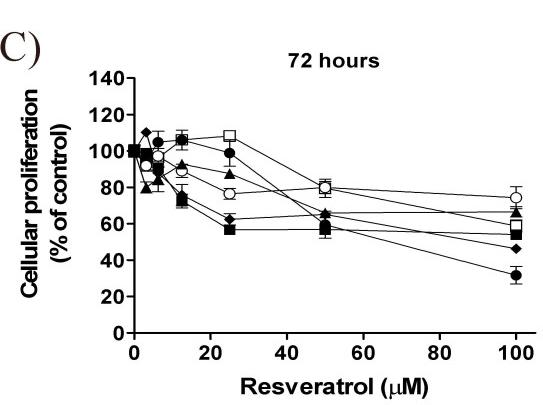 C)
72 hours
Cellular proliferation
(% of control)
140
120
100
80
60
40
20
0
0 20 40 60 80 100
Resveratrol (μM)